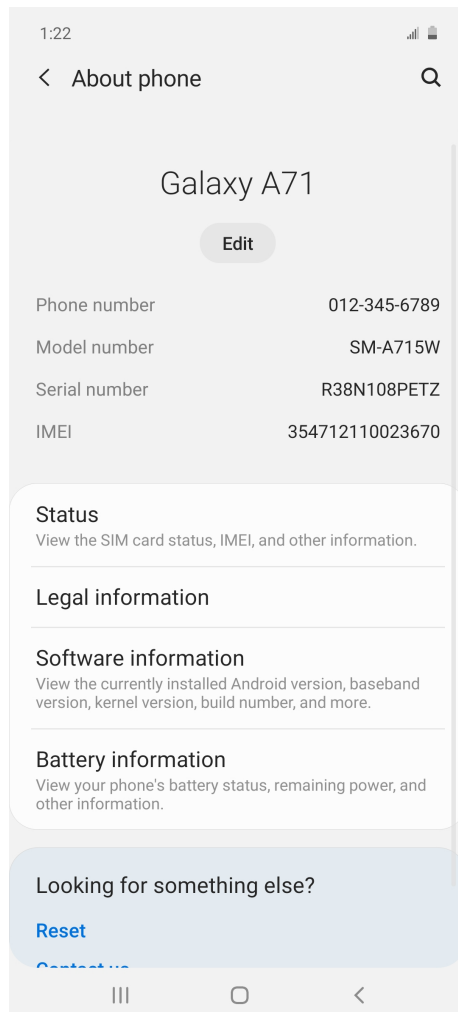 1:22
About phone
Galaxy A71
Edit
Phone number 012-345-6789
Model number SM-A715W
Serial number R38N108PETZ
IMEI 354712110023670
Status
View the SIM card status, IMEI, and other information.
Legal information
Software information
View the currently installed Android version, baseband
version, kernel version, build number, and more.
Battery information
View your phone's battery status, remaining power, and
other information.
Looking for something else?
Reset
Contact us